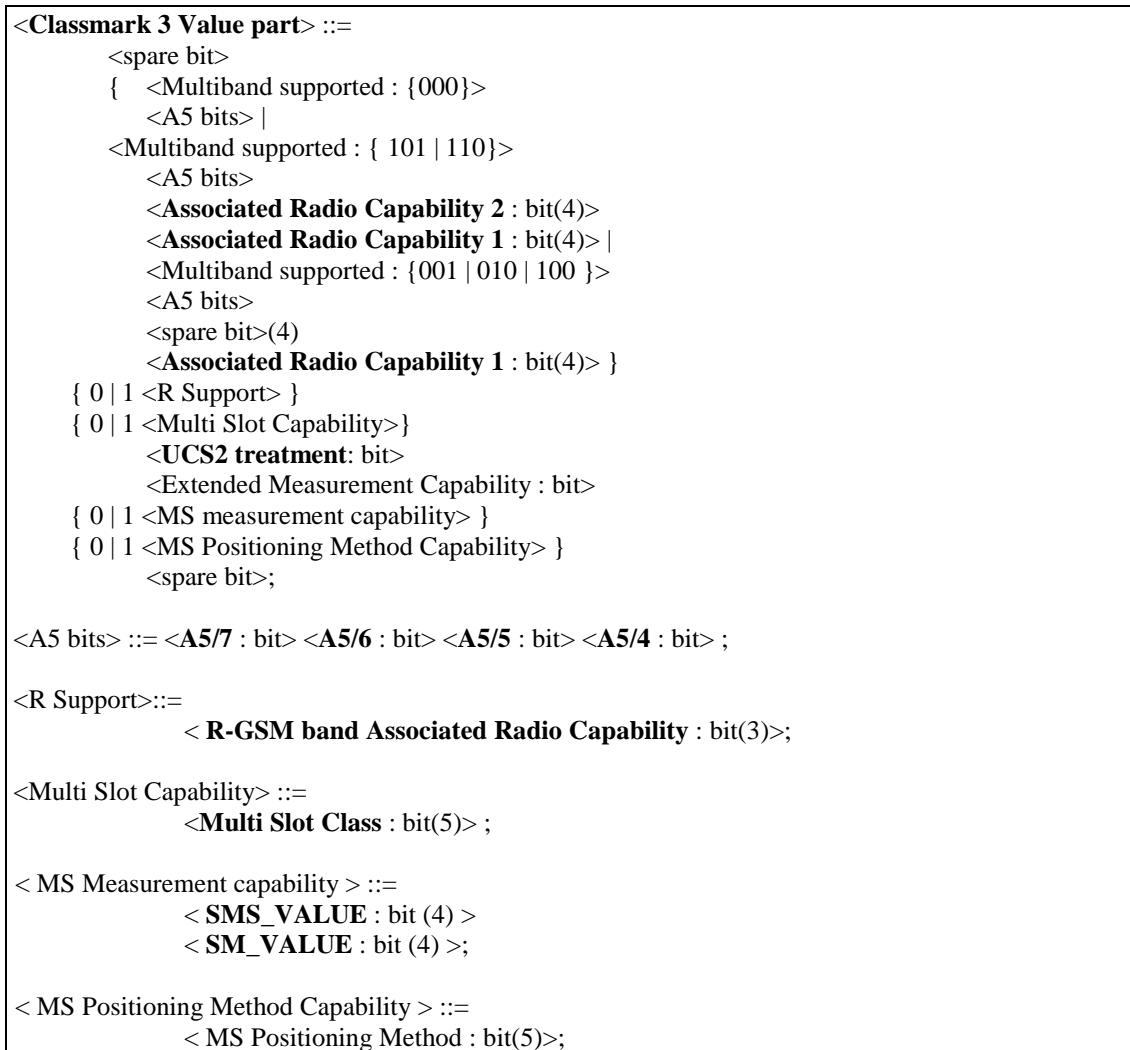 <Classmark 3 Value part> ::=
<spare bit>
{ <Multiband supported : {000}>
<A5 bits> |
<Multiband supported : { 101 | 110}>
<A5 bits>
<Associated Radio Capability 2 : bit(4)>
<Associated Radio Capability 1 : bit(4)> |
<Multiband supported : {001 | 010 | 100 }>
<A5 bits>
<spare bit>(4)
<Associated Radio Capability 1 : bit(4)> }
{ 0 | 1 <R Support> }
{ 0 | 1 <Multi Slot Capability>}
<UCS2 treatment: bit>
<Extended Measurement Capability : bit>
{ 0 | 1 <MS measurement capability> }
{ 0 | 1 <MS Positioning Method Capability> }
<spare bit>;
<A5 bits> ::= <A5/7 : bit> <A5/6 : bit> <A5/5 : bit> <A5/4 : bit> ;
<R Support>::=
< R-GSM band Associated Radio Capability : bit(3)>;
<Multi Slot Capability> ::=
<Multi Slot Class : bit(5)> ;
< MS Measurement capability > ::=
< SMS_VALUE : bit (4) >
< SM_VALUE : bit (4) >;
< MS Positioning Method Capability > ::=
< MS Positioning Method : bit(5)>;